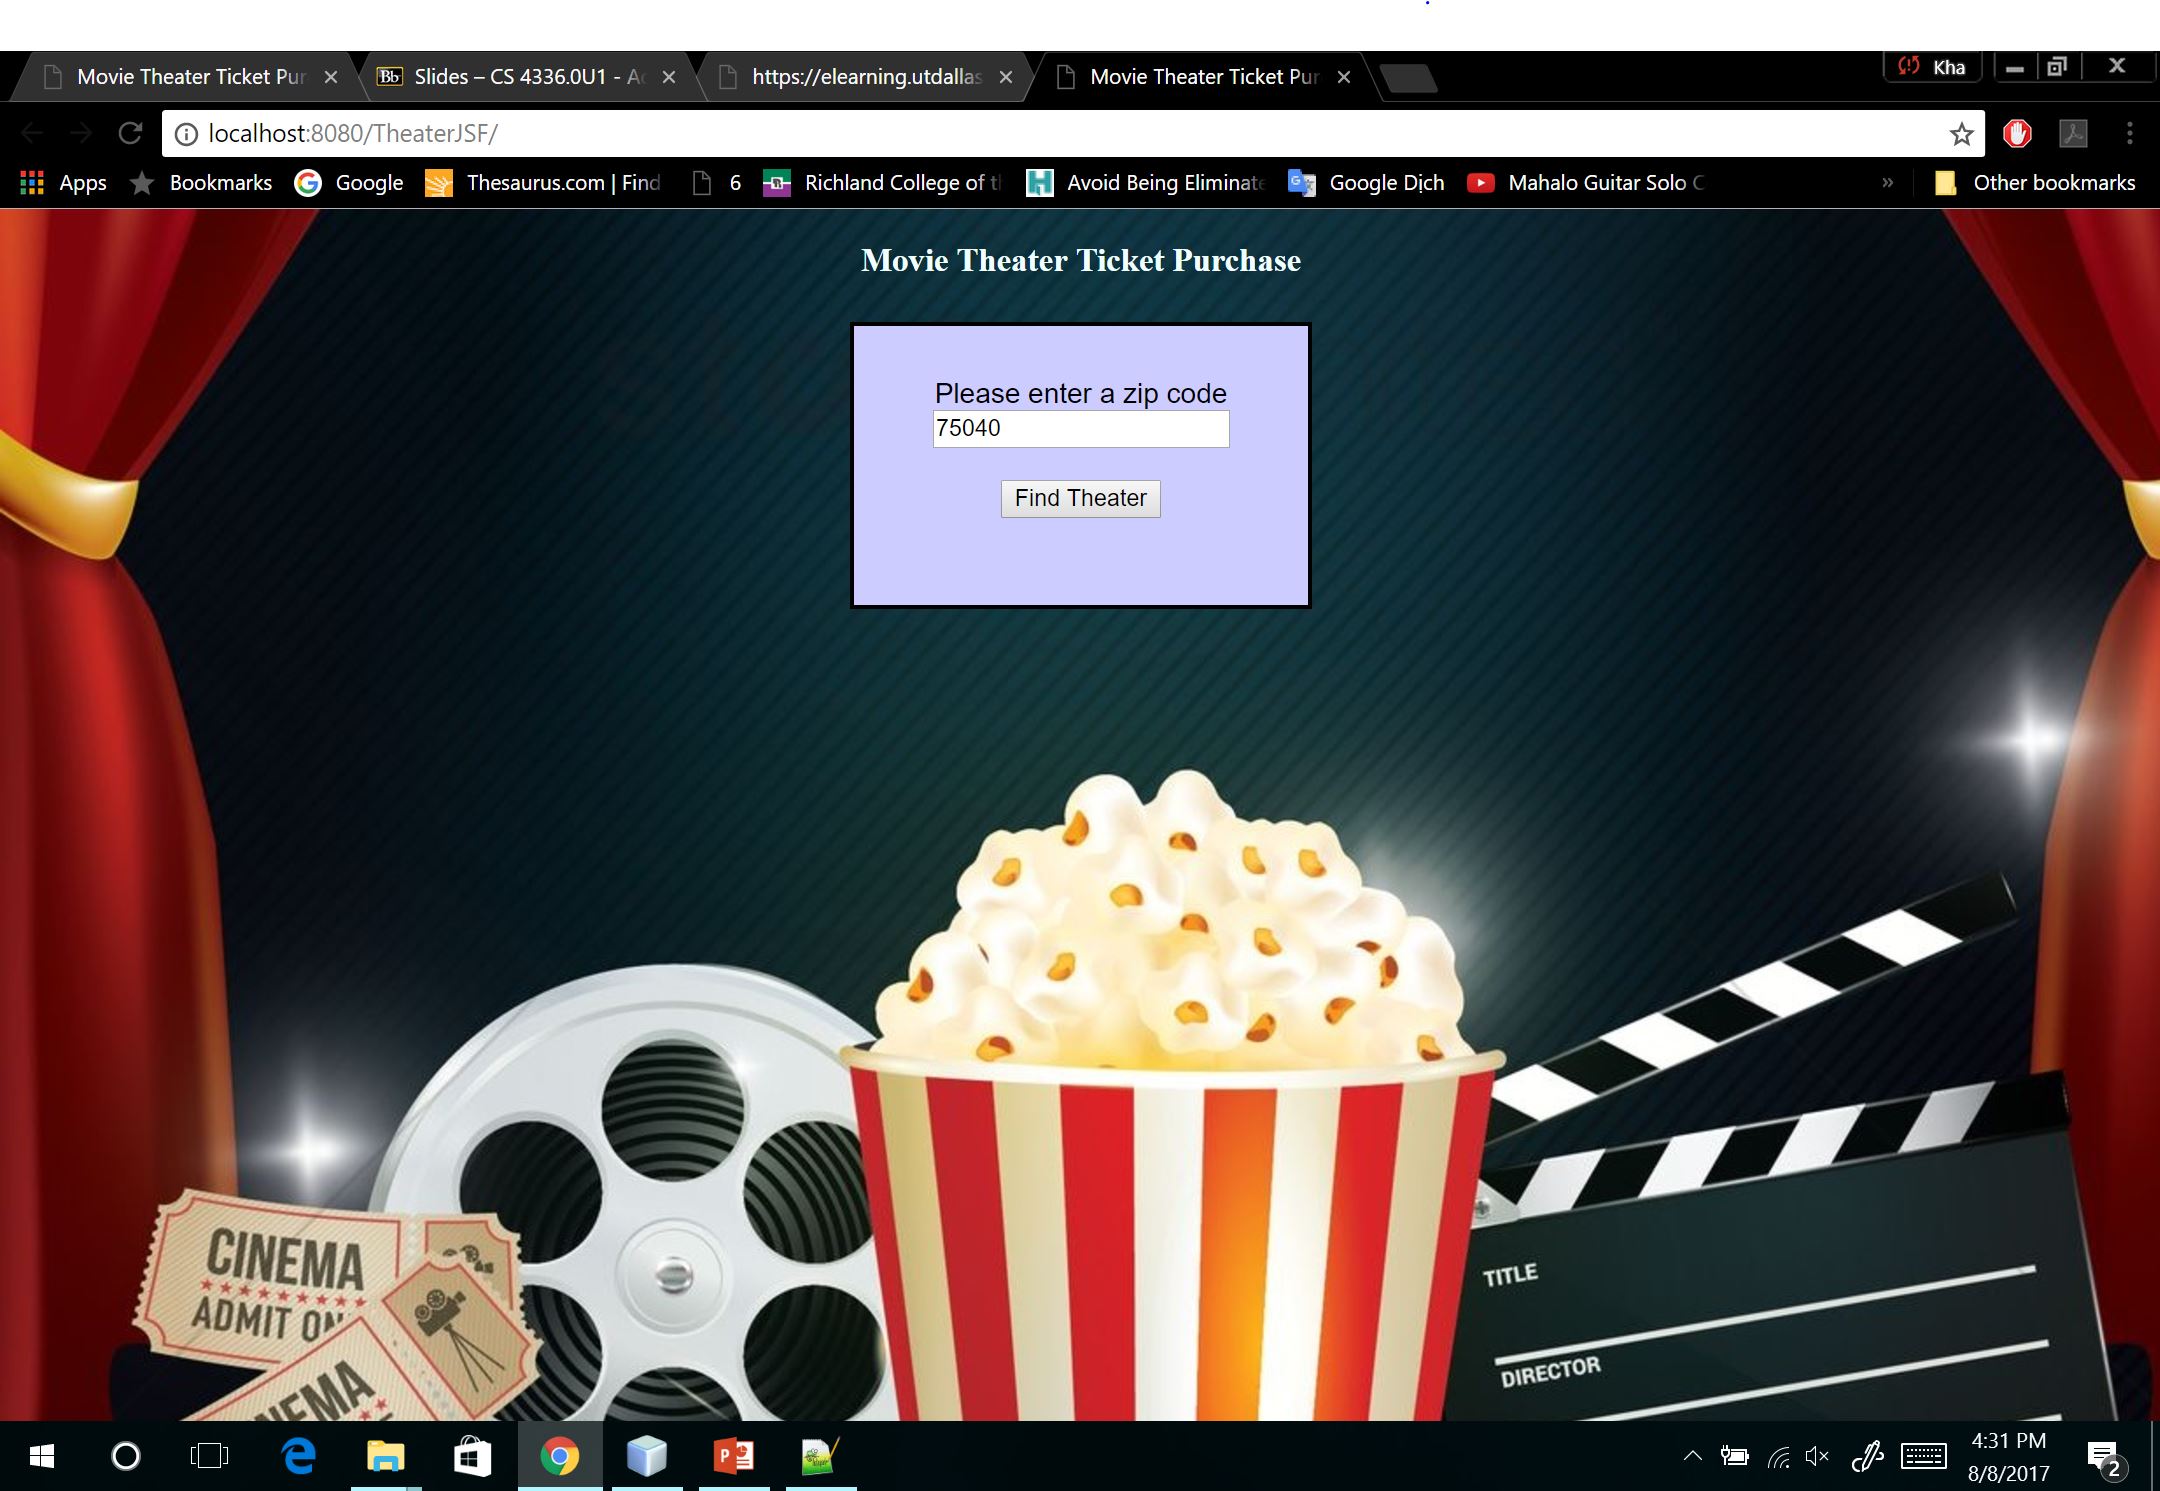 Movie Theater Ticket Pur
Slides – CS 4336.0U1 - Ac
https://elearning.utdallas
Movie Theater Ticket Pur
Kha
localhost:8080/TheaterJSF/
Apps
Bookmarks
Google
Thesaurus.com | Find
6
Richland College of t
Avoid Being Eliminate
Google Dịch
Mahalo Guitar Solo C
»
Other bookmarks
Movie Theater Ticket Purchase
Please enter a zip code
75040
Find Theater
CINEMA
ADMIT ON
NEMA
TITLE
DIRECTOR
4:31 PM
8/8/2017
2